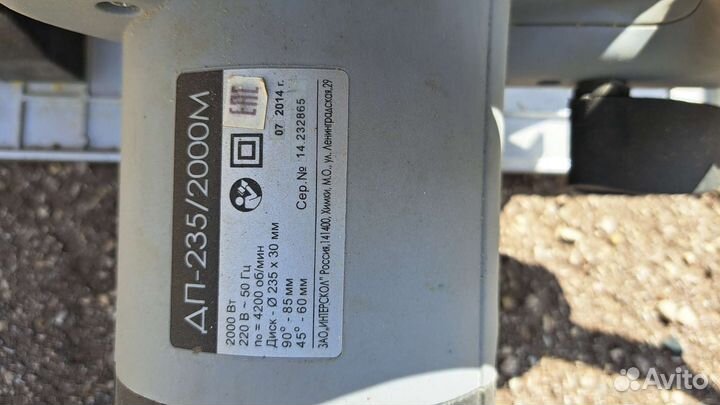 ДП-235/2000М
2000 Вт
220 В ~ 50 Гц
n₀ = 4200 об/мин
Диск - Ø 235 x 30 мм
90° - 85 мм
45° - 60 мм
ЕАС
07 2014 г.
Сер.№ 14.232865
ЗАО „ИНТЕРСКОЛ" Россия,141400, Химки, М.О., ул. Ленинградская,29
Avito